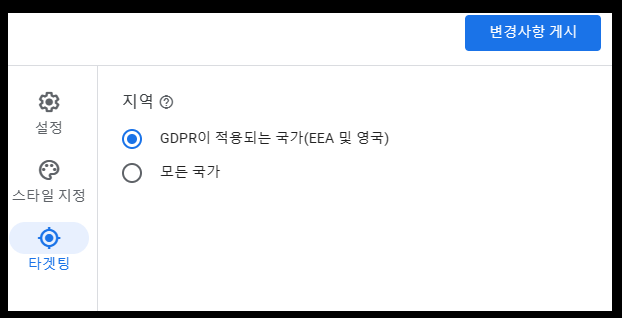 변경사항 게시
설정
스타일 지정
타겟팅
지역
GDPR이 적용되는 국가(EEA 및 영국)
모든 국가